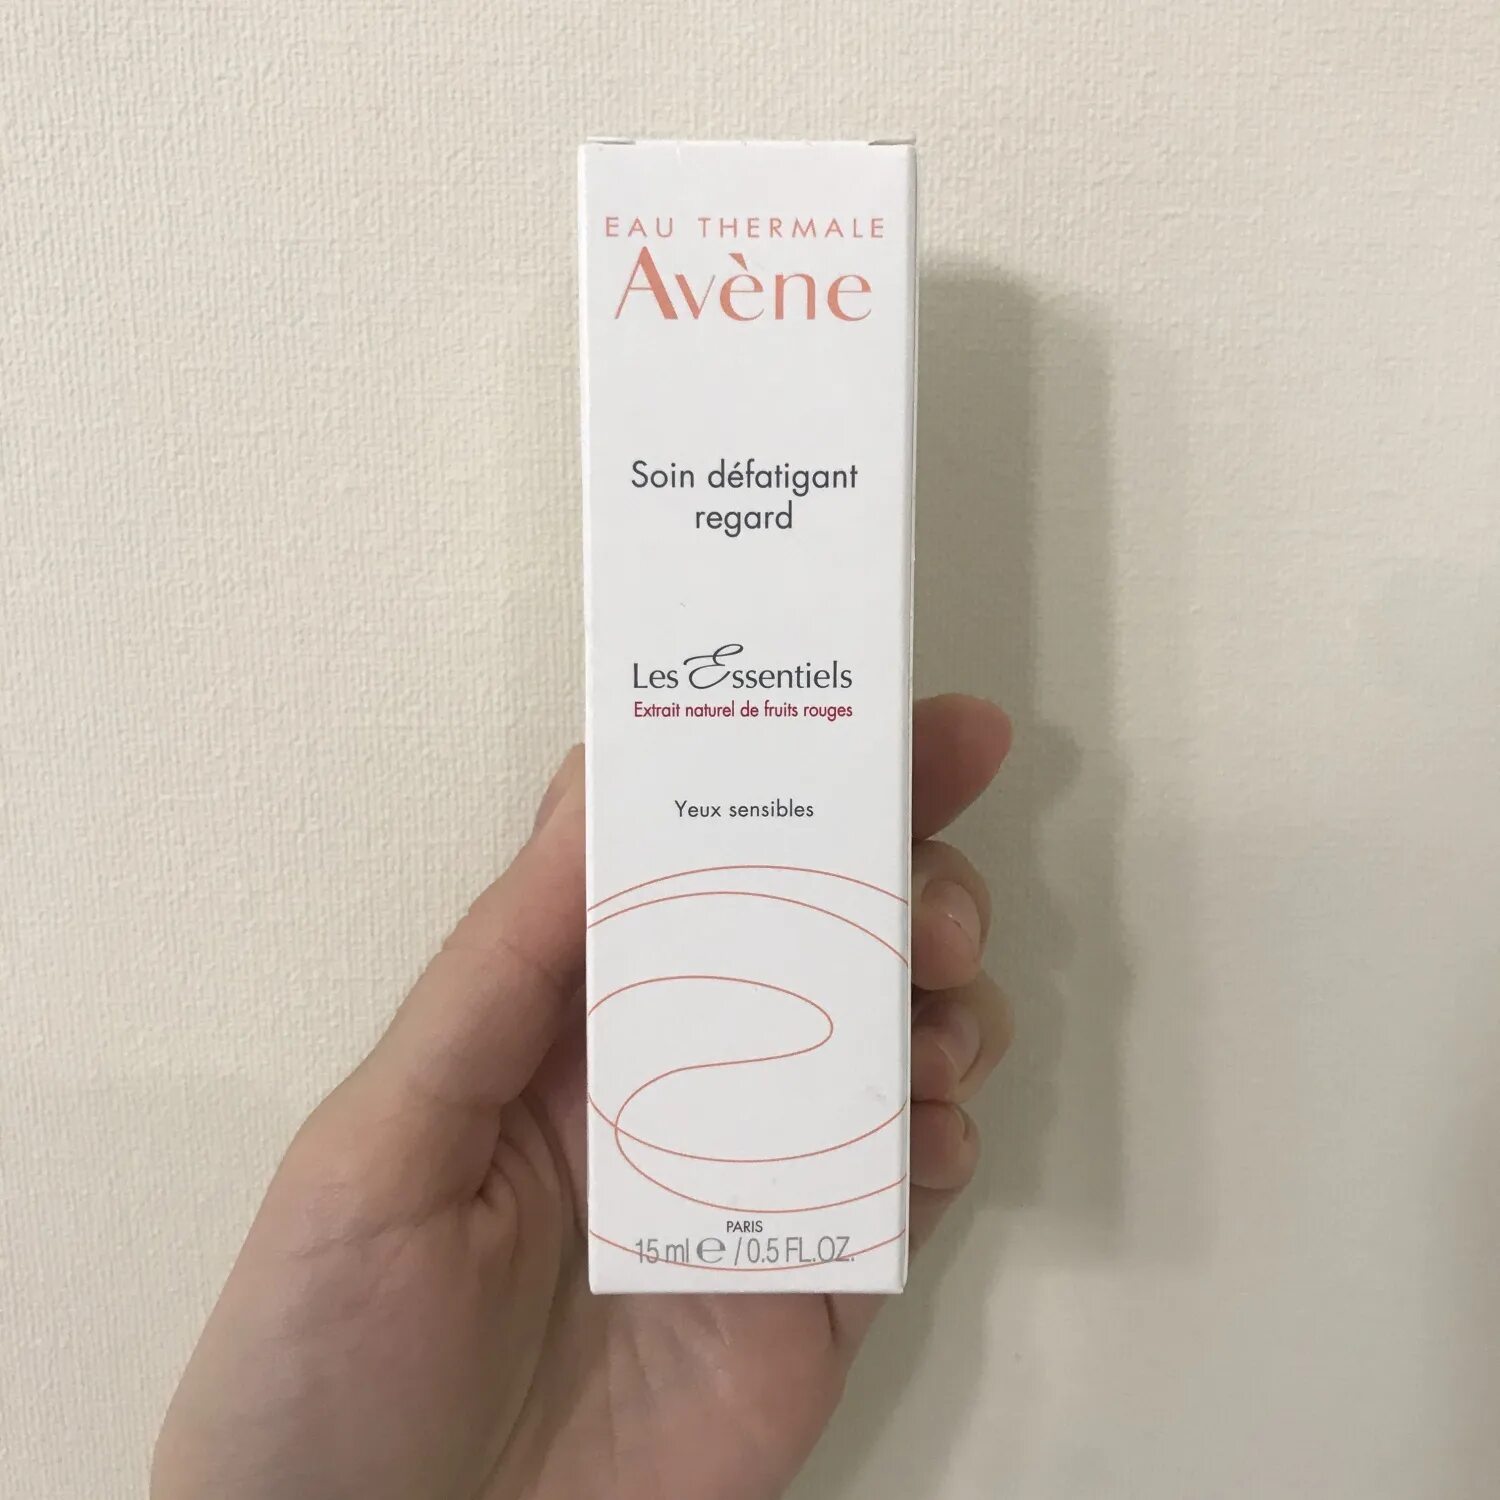 EAU THERMALE
Avène
Soin défatigant
regard
Les Essentiels
Extrait naturel de fruits rouges
Yeux sensibles
PARIS
15 ml ℮ / 0.5 FL.OZ.